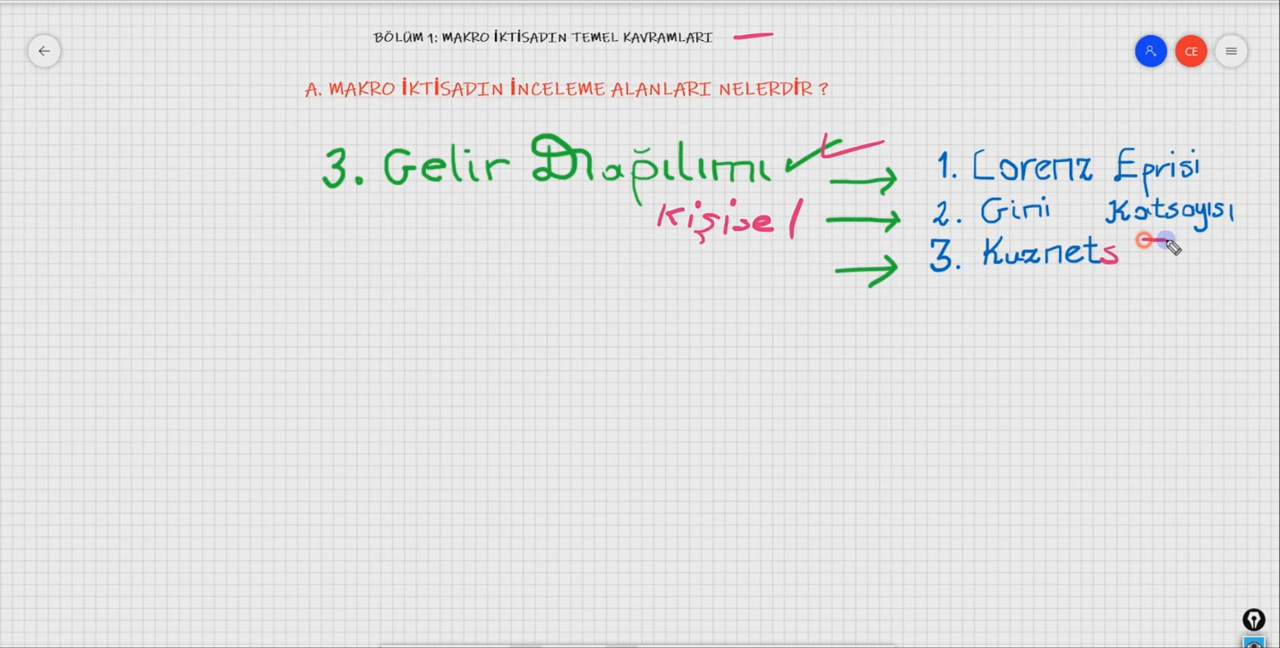 BÖLÜM 1: MAKRO İKTİSADIN TEMEL KAVRAMLARI
CE
A. MAKRO İKTİSADIN İNCELEME ALANLARI NELERDİR ?
3. Gelir Dağılımı
Kişisel
1. Lorenz Eğrisi
2. Gini Katsayısı
3. Kuznets